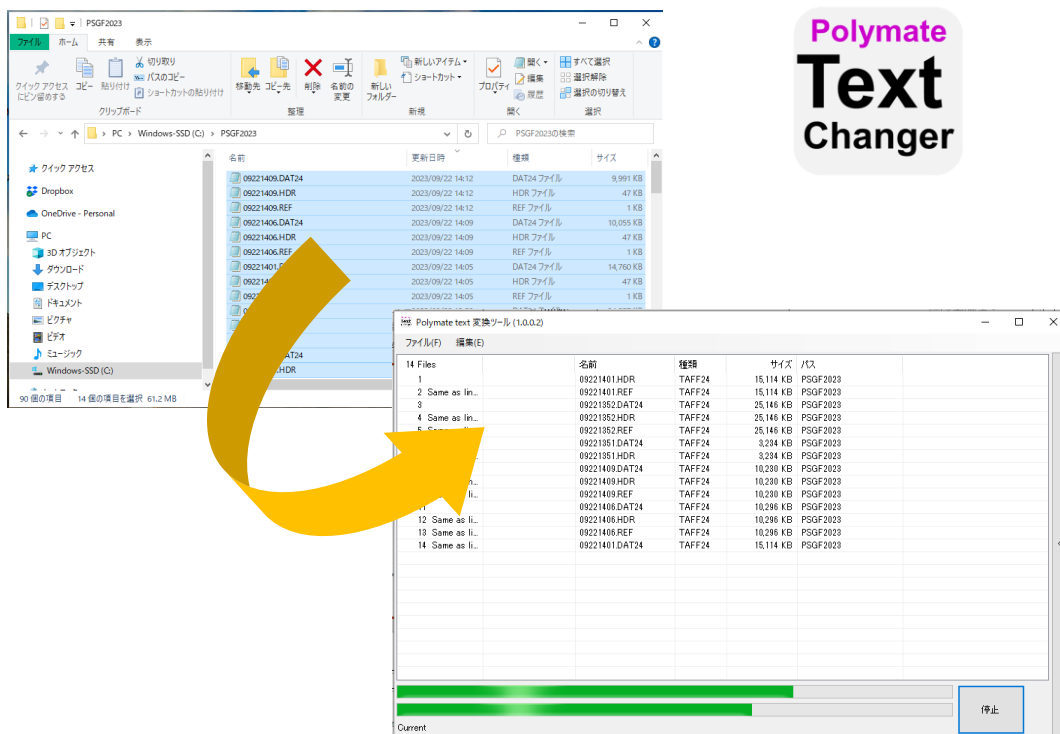 PSGF2023
ファイル ホーム 共有 表示
クイック アクセス
にピン留めする
コピー
貼り付け
切り取り
パスのコピー
ショートカットの貼り付け
クリップボード
移動先 コピー先 削除 名前の
変更
整理
新しい
フォルダー
新しいアイテム
ショートカット
新規
プロパティ
開く
編集
履歴
開く
すべて選択
選択解除
選択の切り替え
選択
PC > Windows-SSD (C:) > PSGF2023
PSGF2023の検索
クイック アクセス
Dropbox
OneDrive - Personal
PC
3D オブジェクト
ダウンロード
デスクトップ
ドキュメント
ピクチャ
ビデオ
ミュージック
Windows-SSD (C:)
名前 更新日時 種類 サイズ
09221409.DAT24 2023/09/22 14:12 DAT24 ファイル 9,991 KB
09221409.HDR 2023/09/22 14:12 HDR ファイル 47 KB
09221409.REF 2023/09/22 14:12 REF ファイル 1 KB
09221406.DAT24 2023/09/22 14:09 DAT24 ファイル 10,055 KB
09221406.HDR 2023/09/22 14:09 HDR ファイル 47 KB
09221406.REF 2023/09/22 14:09 REF ファイル 1 KB
09221401. 2023/09/22 14:05 DAT24 ファイル 14,760 KB
2023/09/22 14:05 HDR ファイル 47 KB
2023/09/22 14:05 REF ファイル 1 KB
AT24
.HDR
90 個の項目 14 個の項目を選択 61.2 MB
Polymate
Text
Changer
Polymate text 変換ツール (1.0.0.2)
ファイル(F) 編集(E)
14 Files 名前 種類 サイズ パス
1 09221401.HDR TAFF24 15,114 KB PSGF2023
2 Same as lin... 09221401.REF TAFF24 15,114 KB PSGF2023
3 09221352.DAT24 TAFF24 25,146 KB PSGF2023
4 Same as lin... 09221352.HDR TAFF24 25,146 KB PSGF2023
5 Same as lin... 09221352.REF TAFF24 25,146 KB PSGF2023
09221351.DAT24 TAFF24 3,234 KB PSGF2023
09221351.HDR TAFF24 3,234 KB PSGF2023
09221409.DAT24 TAFF24 10,230 KB PSGF2023
09221409.HDR TAFF24 10,230 KB PSGF2023
09221409.REF TAFF24 10,230 KB PSGF2023
11 09221406.DAT24 TAFF24 10,296 KB PSGF2023
12 Same as li... 09221406.HDR TAFF24 10,296 KB PSGF2023
13 Same as li... 09221406.REF TAFF24 10,296 KB PSGF2023
14 Same as li... 09221401.DAT24 TAFF24 15,114 KB PSGF2023
停止
Current